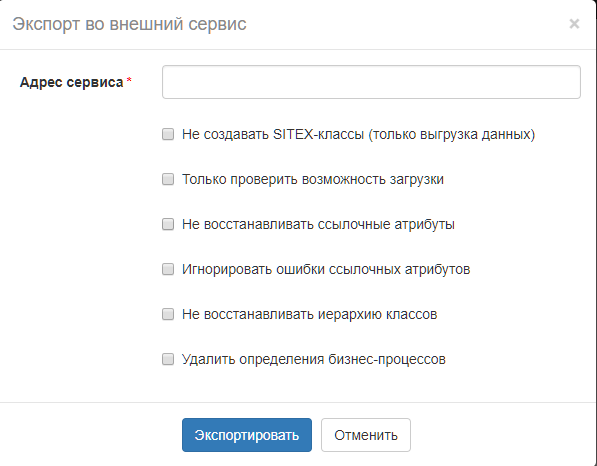 Экспорт во внешний сервис
×
Адрес сервиса *
Не создавать SITEX-классы (только выгрузка данных)
Только проверить возможность загрузки
Не восстанавливать ссылочные атрибуты
Игнорировать ошибки ссылочных атрибутов
Не восстанавливать иерархию классов
Удалить определения бизнес-процессов
Экспортировать Отменить